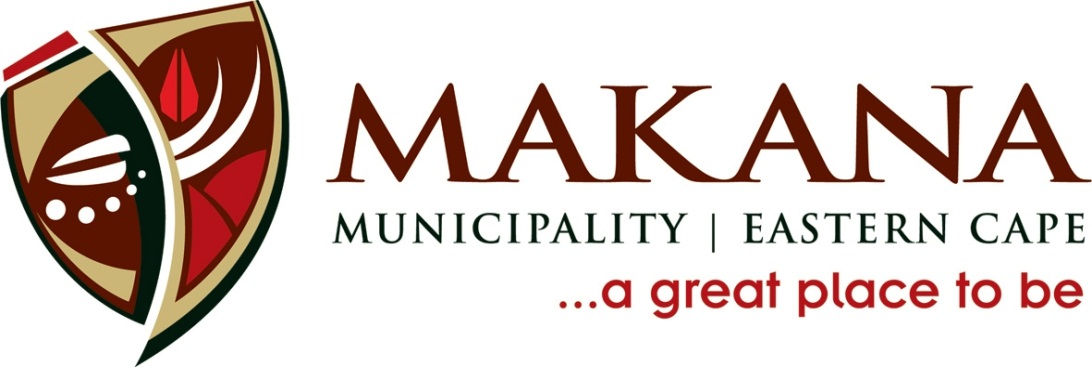 MAKANA
MUNICIPALITY | EASTERN CAPE
...a great place to be